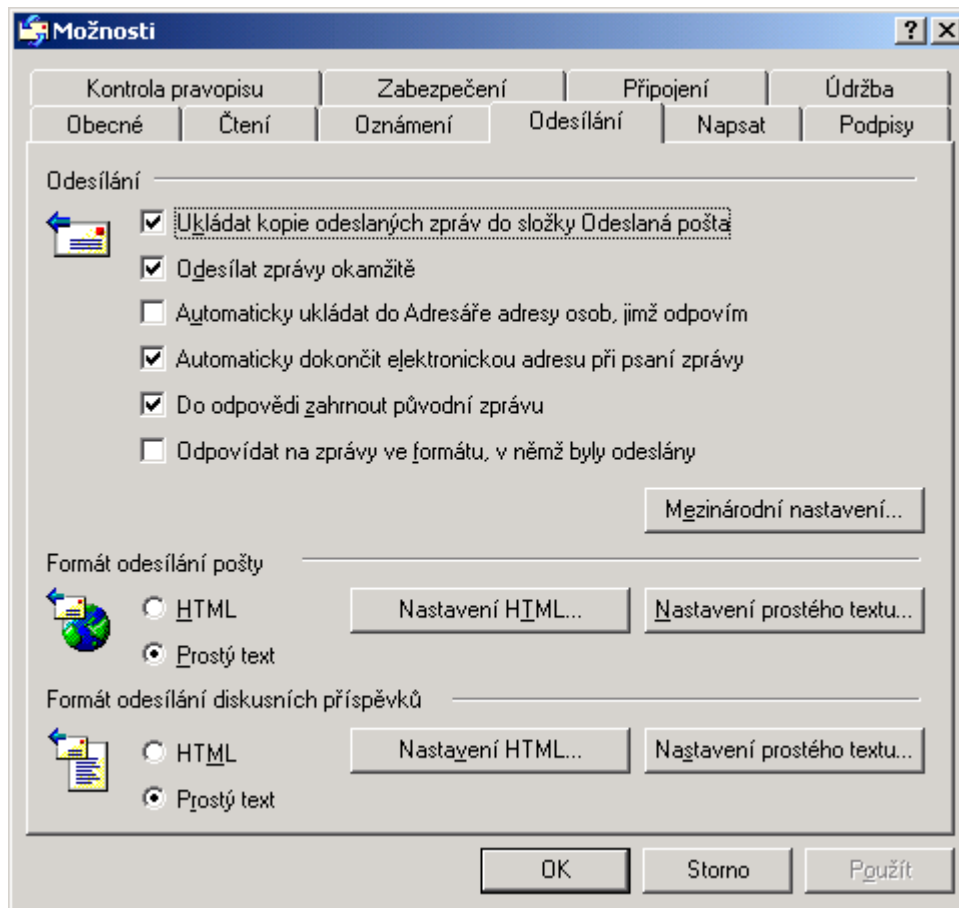 Možnosti
Kontrola pravopisu Zabezpečení Připojení Údržba
Obecné Čtení Oznámení Odesílání Napsat Podpisy
Odesílání
Ukládat kopie odeslaných zpráv do složky Odeslaná pošta
Odesílat zprávy okamžitě
Automaticky ukládat do Adresáře adresy osob, jimž odpovím
Automaticky dokončit elektronickou adresu při psaní zprávy
Do odpovědi zahrnout původní zprávu
Odpovídat na zprávy ve formátu, v němž byly odeslány
Mezinárodní nastavení...
Formát odesílání pošty
HTML Nastavení HTML... Nastavení prostého textu...
Prostý text
Formát odesílání diskusních příspěvků
HTML Nastavení HTML... Nastavení prostého textu...
Prostý text
OK Storno Použít